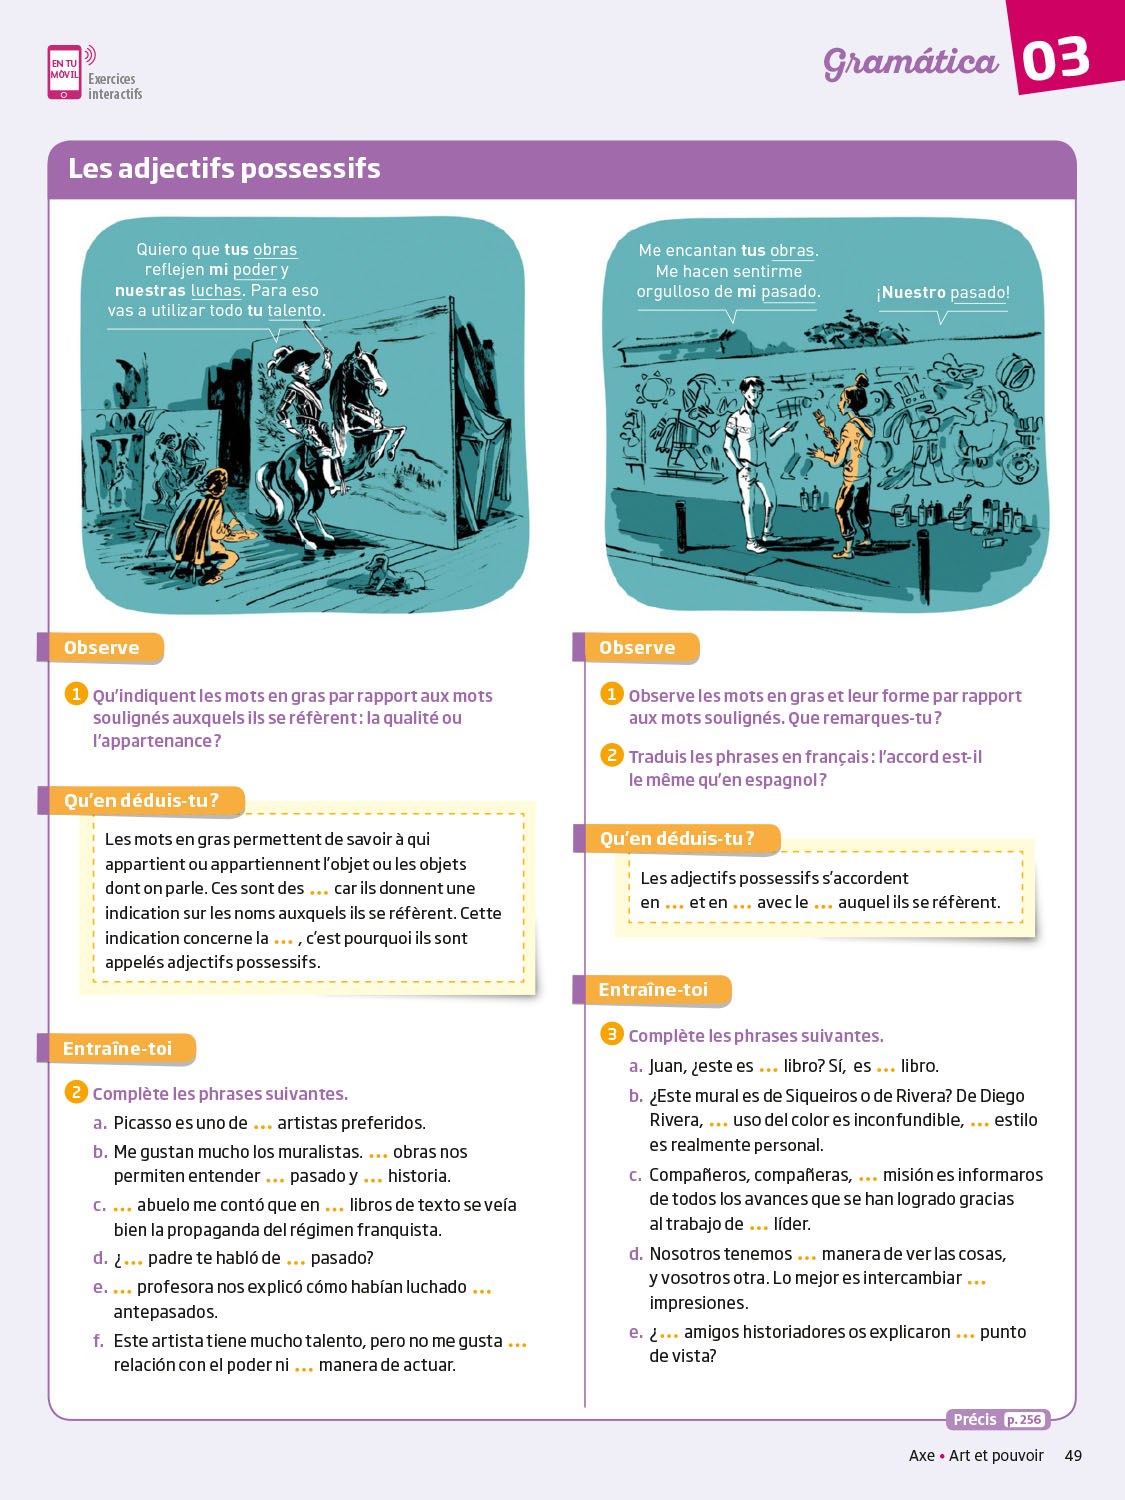 EN TU
MÓVIL
Exercices
interactifs
Gramática
03
Les adjectifs possessifs
Quiero que tus obras
reflejen mi poder y
nuestras luchas. Para eso
vas a utilizar todo tu talento.
Observe
1 Qu'indiquent les mots en gras par rapport aux mots
soulignés auxquels ils se réfèrent : la qualité ou
l'appartenance ?
Qu'en déduis-tu ?
Les mots en gras permettent de savoir à qui
appartient ou appartiennent l'objet ou les objets
dont on parle. Ces sont des ... car ils donnent une
indication sur les noms auxquels ils se réfèrent. Cette
indication concerne la ... , c'est pourquoi ils sont
appelés adjectifs possessifs.
Entraîne-toi
2 Complète les phrases suivantes.
a. Picasso es uno de ... artistas preferidos.
b. Me gustan mucho los muralistas. ... obras nos
permiten entender ... pasado y ... historia.
c. ... abuelo me contó que en ... libros de texto se veía
bien la propaganda del régimen franquista.
d. ¿... padre te habló de ... pasado?
e. ... profesora nos explicó cómo habían luchado ...
antepasados.
f. Este artista tiene mucho talento, pero no me gusta ...
relación con el poder ni ... manera de actuar.
Me encantan tus obras.
Me hacen sentirme
orgulloso de mi pasado.
¡Nuestro pasado!
Observe
1 Observe les mots en gras et leur forme par rapport
aux mots soulignés. Que remarques-tu ?
2 Traduis les phrases en français : l'accord est-il
le même qu'en espagnol ?
Qu'en déduis-tu ?
Les adjectifs possessifs s'accordent
en ... et en ... avec le ... auquel ils se réfèrent.
Entraîne-toi
3 Complète les phrases suivantes.
a. Juan, ¿este es ... libro? Sí, es ... libro.
b. ¿Este mural es de Siqueiros o de Rivera? De Diego
Rivera, ... uso del color es inconfundible, ... estilo
es realmente personal.
c. Compañeros, compañeras, ... misión es informaros
de todos los avances que se han logrado gracias
al trabajo de ... líder.
d. Nosotros tenemos ... manera de ver las cosas,
y vosotros otra. Lo mejor es intercambiar ...
impresiones.
e. ¿... amigos historiadores os explicaron ... punto
de vista?
Précis p. 256
Axe • Art et pouvoir 49